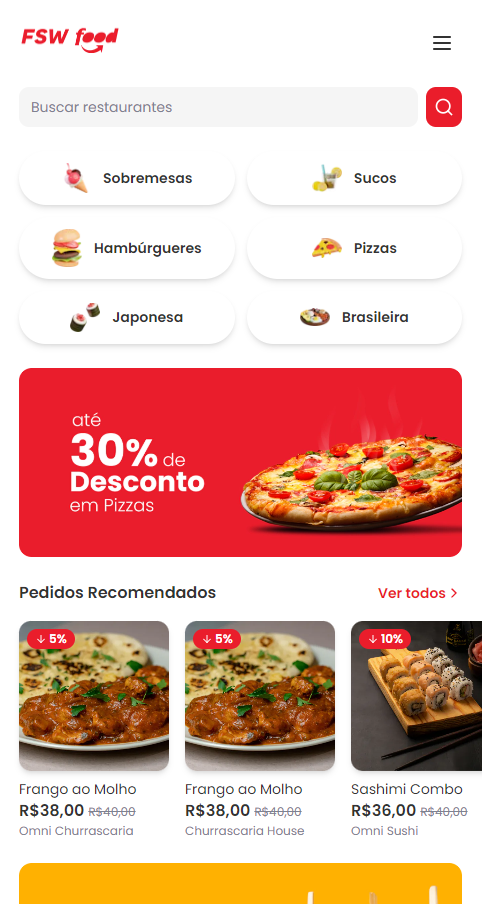 FSW food
Buscar restaurantes
Sobremesas
Sucos
Hambúrgueres
Pizzas
Japonesa
Brasileira
até
30% de
Desconto
em Pizzas
Pedidos Recomendados
Ver todos
5%
5%
10%
Frango ao Molho
Frango ao Molho
Sashimi Combo
R$38,00 R$40,00
R$38,00 R$40,00
R$36,00 R$40,00
Omni Churrascaria
Churrascaria House
Omni Sushi